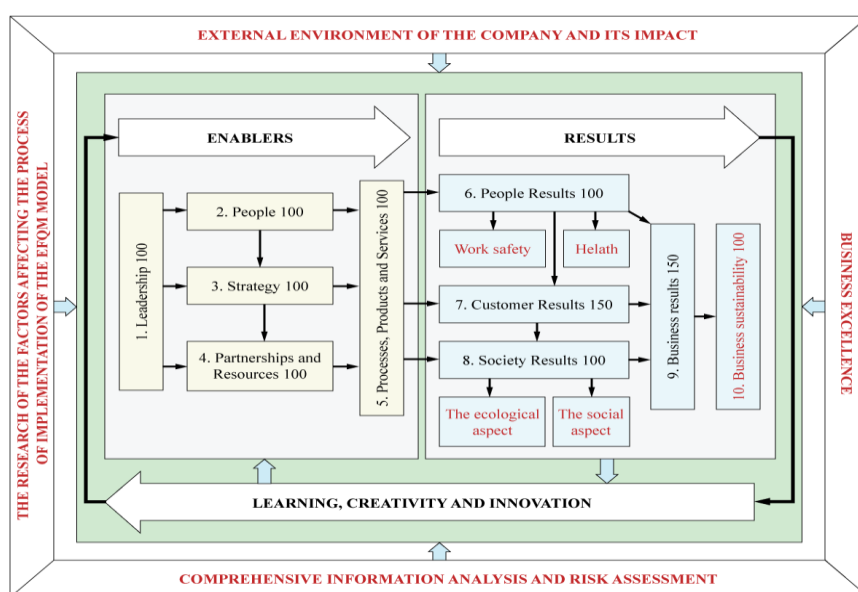 EXTERNAL ENVIRONMENT OF THE COMPANY AND ITS IMPACT
THE RESEARCH OF THE FACTORS AFFECTING THE PROCESS
OF IMPLEMENTATION OF THE EFQM MODEL
ENABLERS
1. Leadership 100
2. People 100
3. Strategy 100
4. Partnerships and
Resources 100
5. Processes, Products and Services 100
RESULTS
6. People Results 100
Work safety
Helath
7. Customer Results 150
8. Society Results 100
The ecological
aspect
The social
aspect
9. Business results 150
10. Business sustainability 100
BUSINESS EXCELLENCE
LEARNING, CREATIVITY AND INNOVATION
COMPREHENSIVE INFORMATION ANALYSIS AND RISK ASSESSMENT